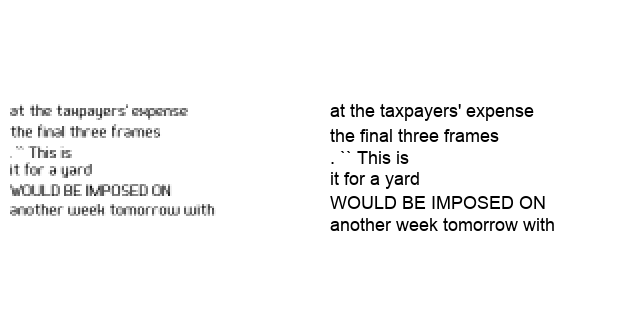 at the taxpayers' expense
the final three frames
. `` This is
it for a yard
WOULD BE IMPOSED ON
another week tomorrow with
at the taxpayers' expense
the final three frames
. `` This is
it for a yard
WOULD BE IMPOSED ON
another week tomorrow with